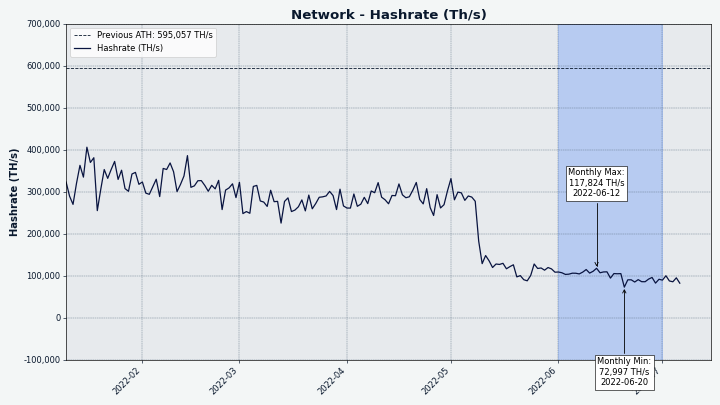 Network - Hashrate (Th/s)
Previous ATH: 595,057 TH/s
Hashrate (TH/s)
Hashrate (TH/s)
700,000
600,000
500,000
400,000
300,000
200,000
100,000
0
-100,000
Monthly Max:
117,824 TH/s
2022-06-12
Monthly Min:
72,997 TH/s
2022-06-20
2022-02
2022-03
2022-04
2022-05
2022-06